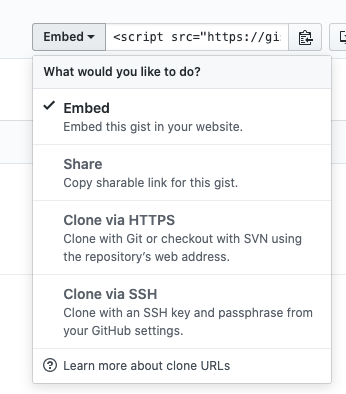 Embed
<script src="https://gi
What would you like to do?
Embed
Embed this gist in your website.
Share
Copy sharable link for this gist.
Clone via HTTPS
Clone with Git or checkout with SVN using
the repository’s web address.
Clone via SSH
Clone with an SSH key and passphrase from
your GitHub settings.
Learn more about clone URLs